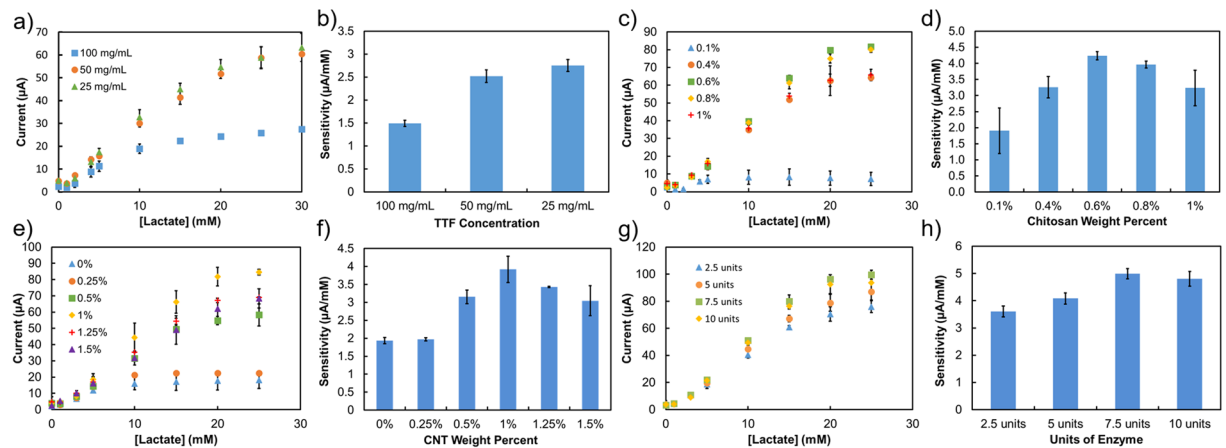 a)
Current (µA)
70
60
50
40
30
20
10
0
100 mg/mL
50 mg/mL
25 mg/mL
0
10
20
30
[Lactate] (mM)
b)
Sensitivity (µA/mM)
3.5
3
2.5
2
1.5
1
0.5
0
100 mg/mL
50 mg/mL
25 mg/mL
TTF Concentration
c)
Current (µA)
90
80
70
60
50
40
30
20
10
0
0.1%
0.4%
0.6%
0.8%
1%
0
10
20
30
[Lactate] (mM)
d)
Sensitivity (µA/mM)
5.0
4.5
4.0
3.5
3.0
2.5
2.0
1.5
1.0
0.5
0.0
0.1%
0.4%
0.6%
0.8%
1%
Chitosan Weight Percent
e)
Current (µA)
100
90
80
70
60
50
40
30
20
10
0
0%
0.25%
0.5%
1%
1.25%
1.5%
0
10
20
30
[Lactate] (mM)
f)
Sensitivity (µA/mM)
4.5
4
3.5
3
2.5
2
1.5
1
0.5
0
0%
0.25%
0.5%
1%
1.25%
1.5%
CNT Weight Percent
g)
Current (µA)
120
100
80
60
40
20
0
2.5 units
5 units
7.5 units
10 units
0
10
20
30
[Lactate] (mM)
h)
Sensitivity (µA/mM)
6
5
4
3
2
1
0
2.5 units
5 units
7.5 units
10 units
Units of Enzyme